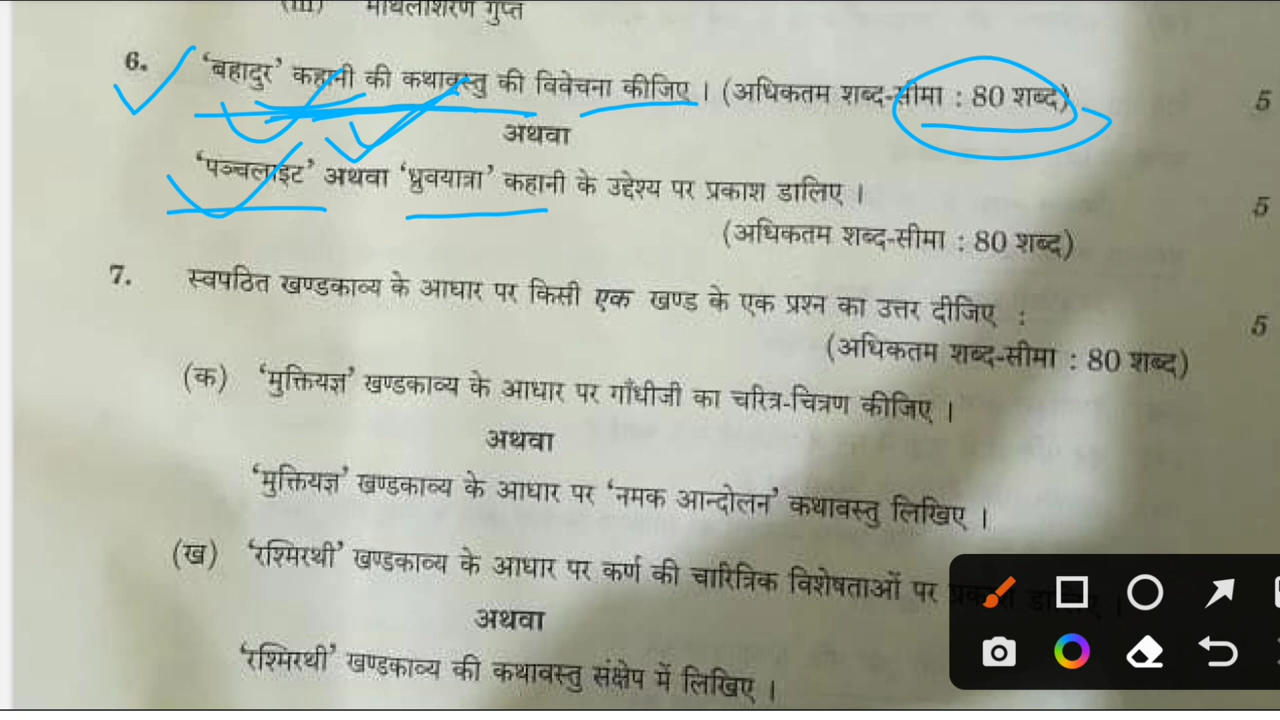 (iii) मैथिलीशरण गुप्त
6. 'बहादुर' कहानी की कथावस्तु की विवेचना कीजिए । (अधिकतम शब्द-सीमा : 80 शब्द) 5
अथवा
'पञ्चलाइट' अथवा 'ध्रुवयात्रा' कहानी के उद्देश्य पर प्रकाश डालिए । 5
(अधिकतम शब्द-सीमा : 80 शब्द)
7. स्वपठित खण्डकाव्य के आधार पर किसी एक खण्ड के एक प्रश्न का उत्तर दीजिए : 5
(अधिकतम शब्द-सीमा : 80 शब्द)
(क) 'मुक्तियज्ञ' खण्डकाव्य के आधार पर गाँधीजी का चरित्र-चित्रण कीजिए ।
अथवा
'मुक्तियज्ञ' खण्डकाव्य के आधार पर 'नमक आन्दोलन' कथावस्तु लिखिए ।
(ख) 'रश्मिरथी' खण्डकाव्य के आधार पर कर्ण की चारित्रिक विशेषताओं पर प्रकाश डालिए ।
अथवा
'रश्मिरथी' खण्डकाव्य की कथावस्तु संक्षेप में लिखिए ।